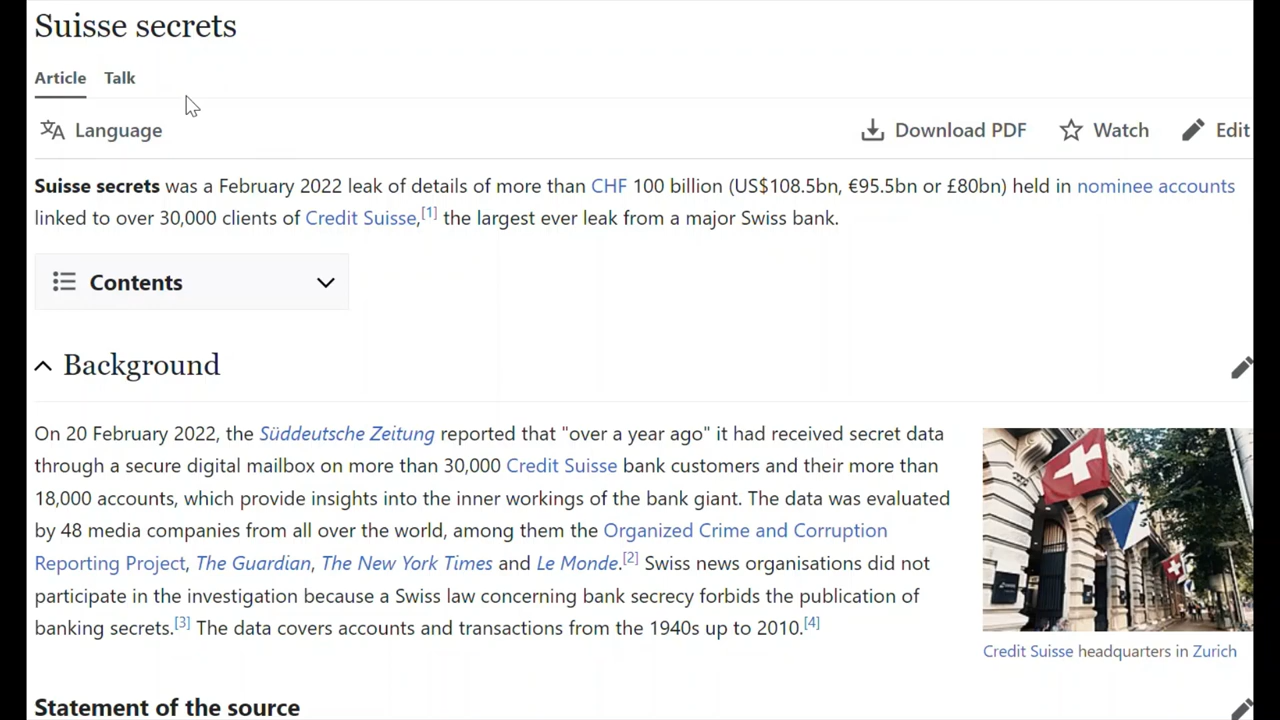 Suisse secrets
Article Talk
Language Download PDF Watch Edit
Suisse secrets was a February 2022 leak of details of more than CHF 100 billion (US$108.5bn, €95.5bn or £80bn) held in nominee accounts
linked to over 30,000 clients of Credit Suisse,[1] the largest ever leak from a major Swiss bank.
Contents
Background
On 20 February 2022, the Süddeutsche Zeitung reported that "over a year ago" it had received secret data
through a secure digital mailbox on more than 30,000 Credit Suisse bank customers and their more than
18,000 accounts, which provide insights into the inner workings of the bank giant. The data was evaluated
by 48 media companies from all over the world, among them the Organized Crime and Corruption
Reporting Project, The Guardian, The New York Times and Le Monde.[2] Swiss news organisations did not
participate in the investigation because a Swiss law concerning bank secrecy forbids the publication of
banking secrets.[3] The data covers accounts and transactions from the 1940s up to 2010.[4]
Credit Suisse headquarters in Zurich
Statement of the source